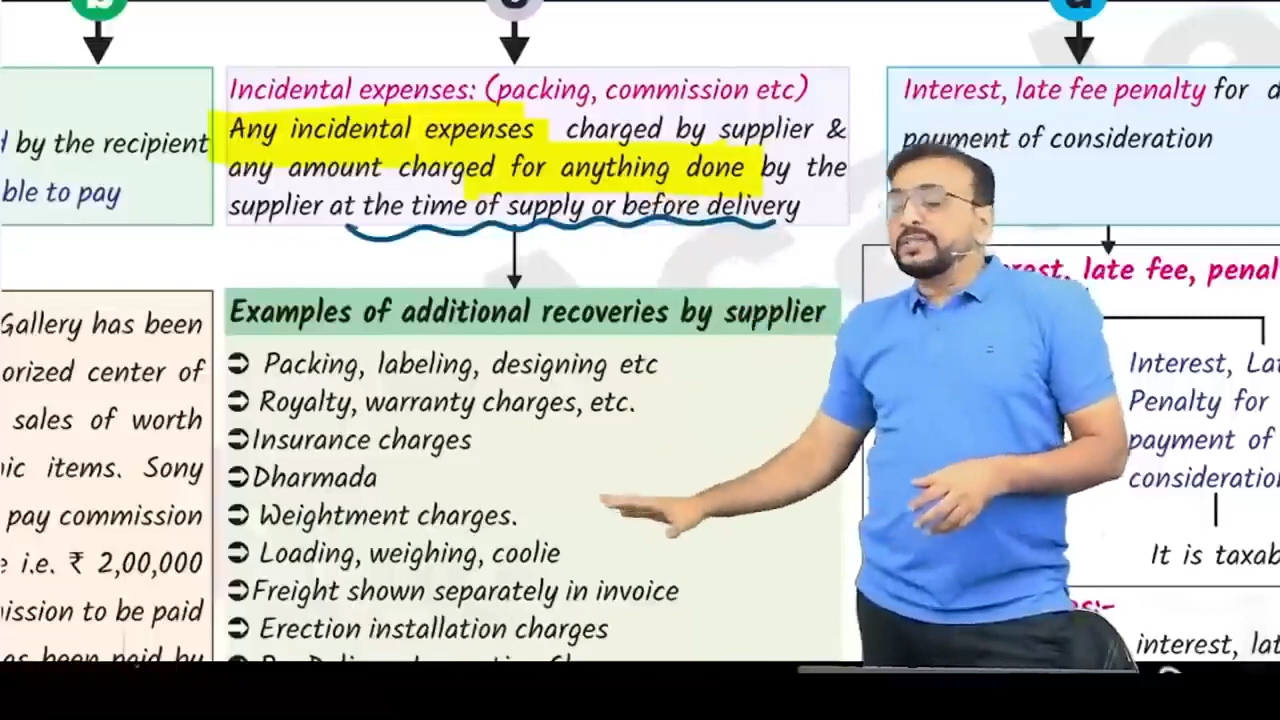 by the recipient
ble to pay
Gallery has been
orized center of
sales of worth
ic items. Sony
pay commission
i.e. ₹ 2,00,000
ission to be paid
as been paid by
Incidental expenses: (packing, commission etc)
Any incidental expenses charged by supplier &
any amount charged for anything done by the
supplier at the time of supply or before delivery
Examples of additional recoveries by supplier
➲ Packing, labeling, designing etc
➲ Royalty, warranty charges, etc.
➲Insurance charges
➲Dharmada
➲ Weightment charges.
➲ Loading, weighing, coolie
➲Freight shown separately in invoice
➲ Erection installation charges
Interest, late fee penalty for d
payment of consideration
rest, late fee, penal
Interest, Lat
Penalty for
payment of
consideration
It is taxab
interest, lat